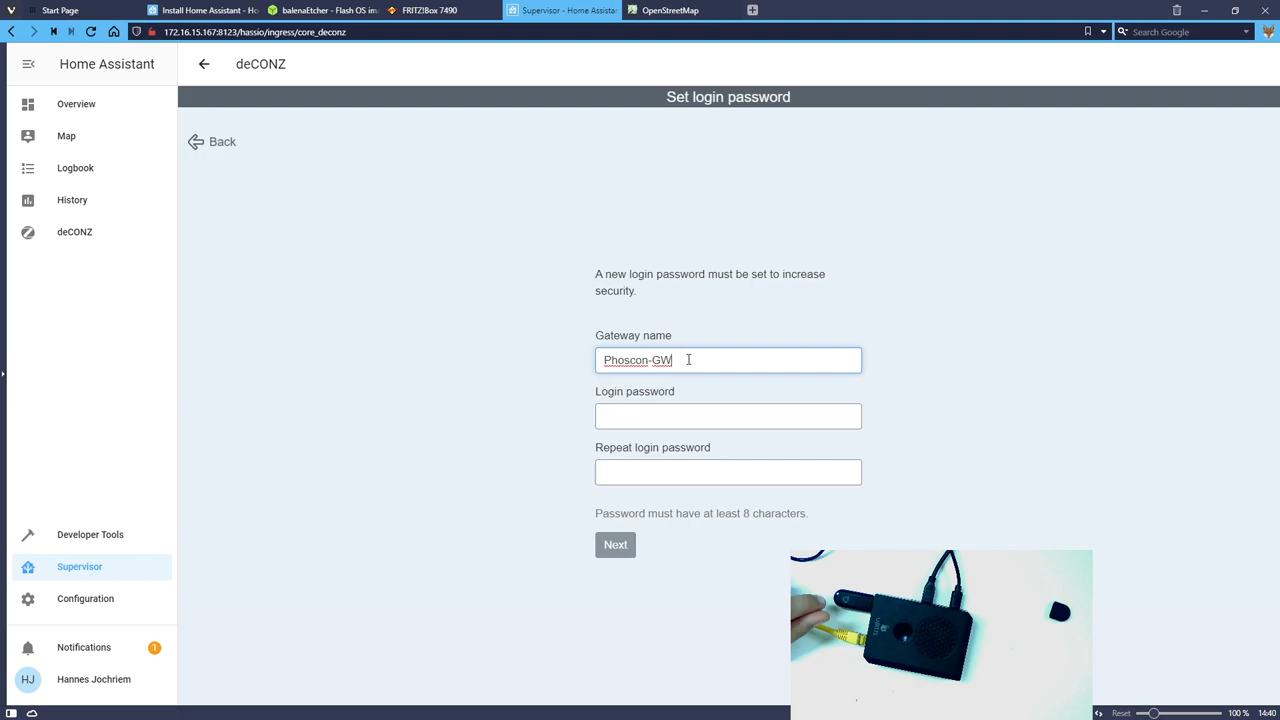 Start Page
Install Home Assistant - Ho
balenaEtcher - Flash OS im
FRITZ!Box 7490
Supervisor - Home Assista
OpenStreetMap
172.16.15.167:8123/hassio/ingress/core_deconz
Search Google
Home Assistant
deCONZ
Set login password
Overview
Back
Map
Logbook
History
deCONZ
A new login password must be set to increase
security.
Gateway name
Phoscon-GW
Login password
Repeat login password
Password must have at least 8 characters.
Next
Developer Tools
Supervisor
Configuration
Notifications
1
HJ
Hannes Jochriem
Reset
100 %
14:40